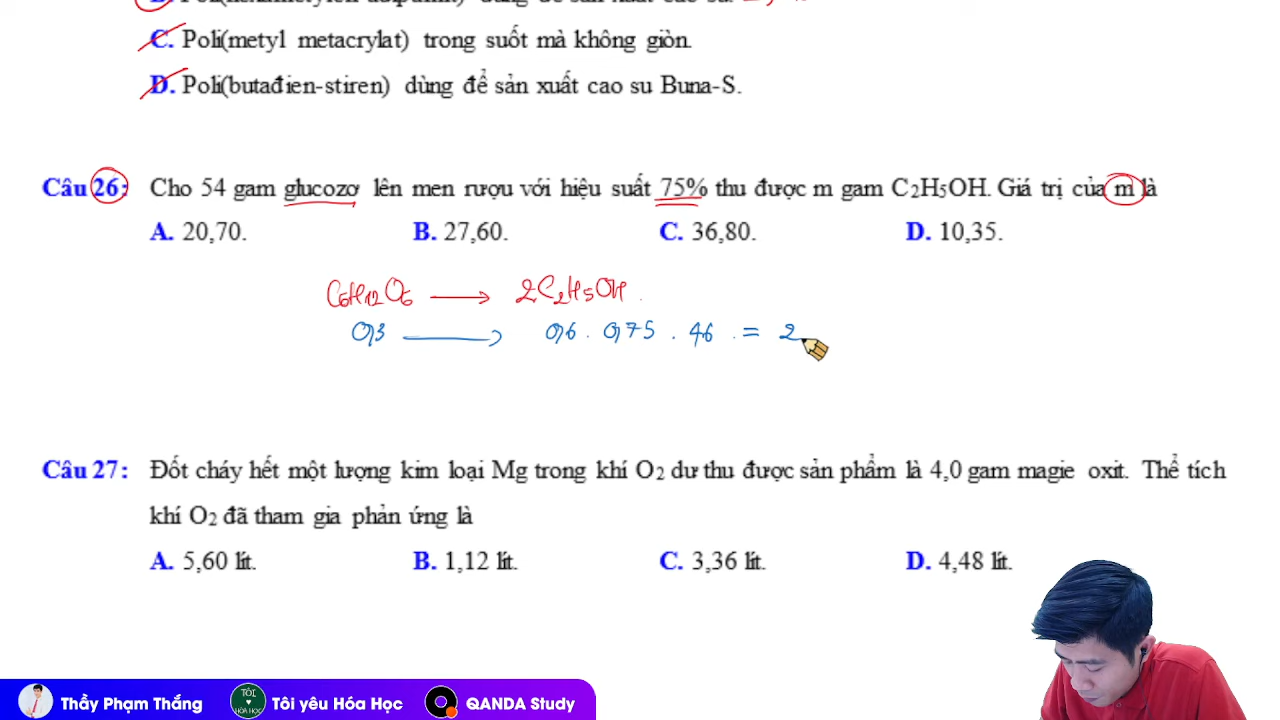 C. Poli(metyl metacrylat) trong suốt mà không giòn.
D. Poli(butađien-stiren) dùng để sản xuất cao su Buna-S.
Câu 26: Cho 54 gam glucozơ lên men rượu với hiệu suất 75% thu được m gam C2H5OH. Giá trị của m là
A. 20,70. B. 27,60. C. 36,80. D. 10,35.
C6H12O6 ⟶ 2C2H5OH
0,3 ⟶ 0,6 . 0,75 . 46 = 2
Câu 27: Đốt cháy hết một lượng kim loại Mg trong khí O2 dư thu được sản phẩm là 4,0 gam magie oxit. Thể tích
khí O2 đã tham gia phản ứng là
A. 5,60 lít. B. 1,12 lít. C. 3,36 lít. D. 4,48 lít.
Thầy Phạm Thắng TÔI ♥ HÓA HỌC Tôi yêu Hóa Học QANDA Study